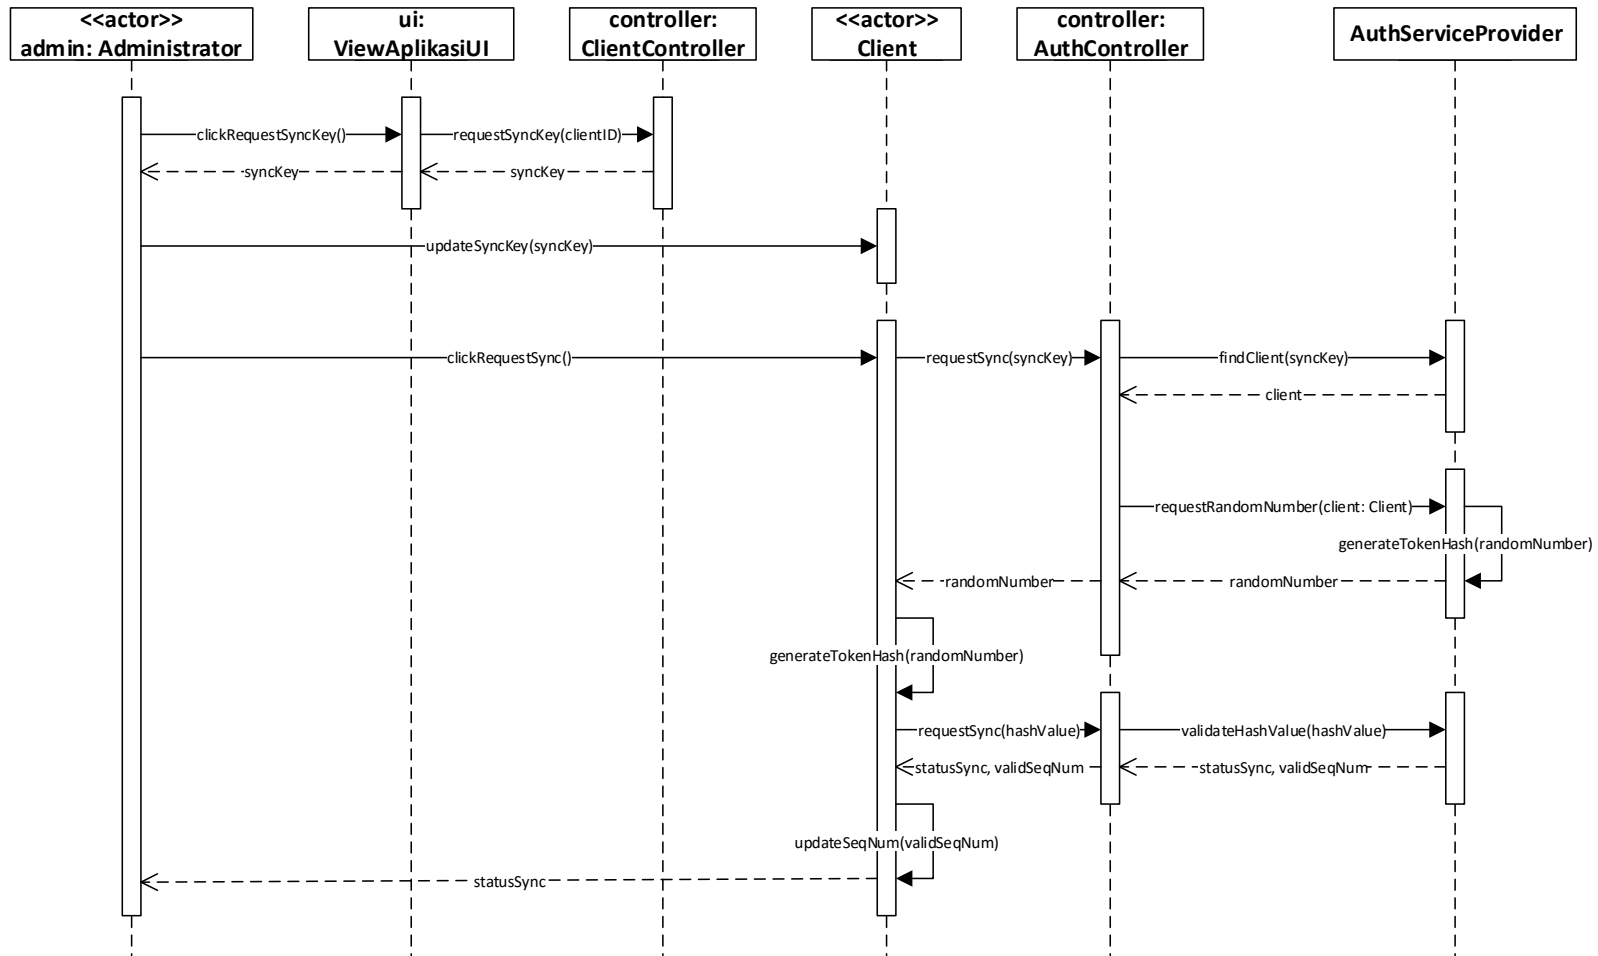 <<actor>>
admin: Administrator
ui:
ViewAplikasiUI
controller:
ClientController
<<actor>>
Client
controller:
AuthController
AuthServiceProvider
clickRequestSyncKey()
requestSyncKey(clientID)
syncKey
syncKey
updateSyncKey(syncKey)
clickRequestSync()
requestSync(syncKey)
findClient(syncKey)
client
requestRandomNumber(client: Client)
generateTokenHash(randomNumber)
randomNumber
randomNumber
generateTokenHash(randomNumber)
requestSync(hashValue)
validateHashValue(hashValue)
statusSync, validSeqNum
statusSync, validSeqNum
updateSeqNum(validSeqNum)
statusSync